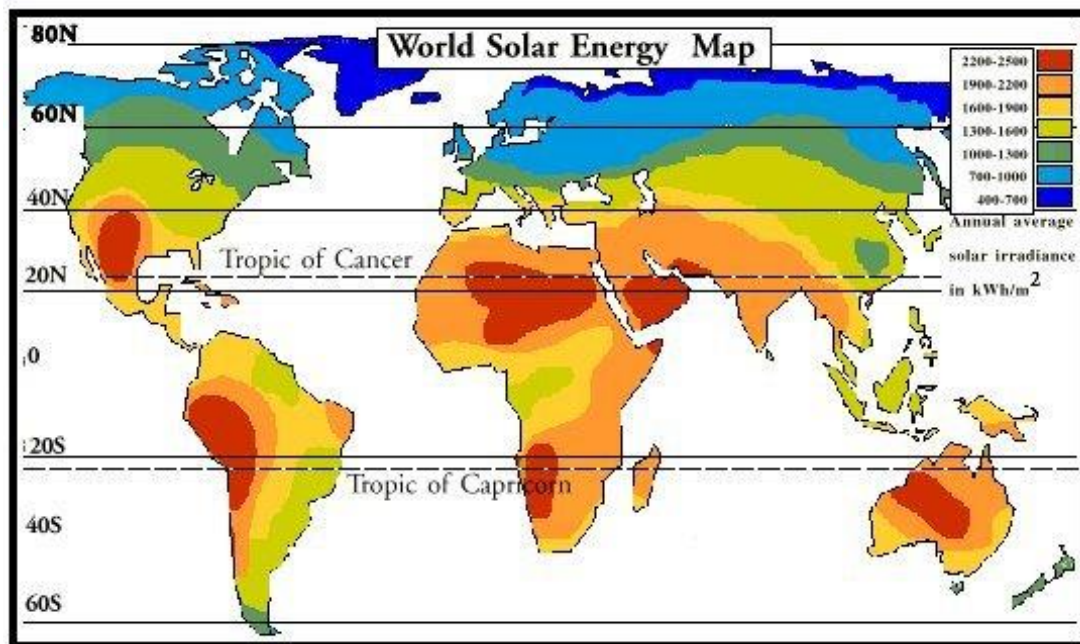 World Solar Energy Map
80N
60N
40N
20N
0
20S
40S
60S
Tropic of Cancer
Tropic of Capricorn
2200-2500
1900-2200
1600-1900
1300-1600
1000-1300
700-1000
400-700
Annual average
solar irradiance
in kWh/m2